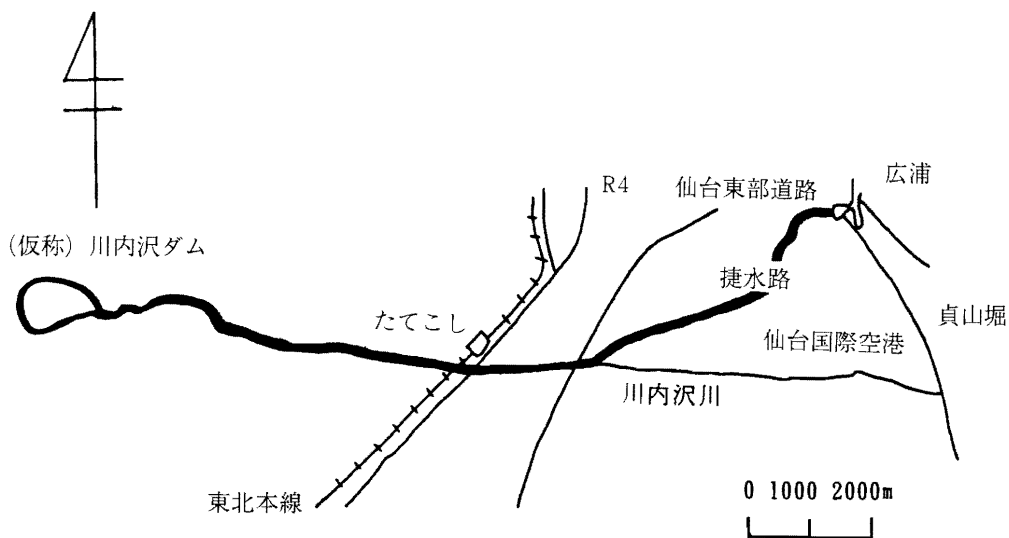 広浦
R4
仙台東部道路
(仮称) 川内沢ダム
捷水路
たてこし
貞山堀
仙台国際空港
川内沢川
東北本線
0 1000 2000m